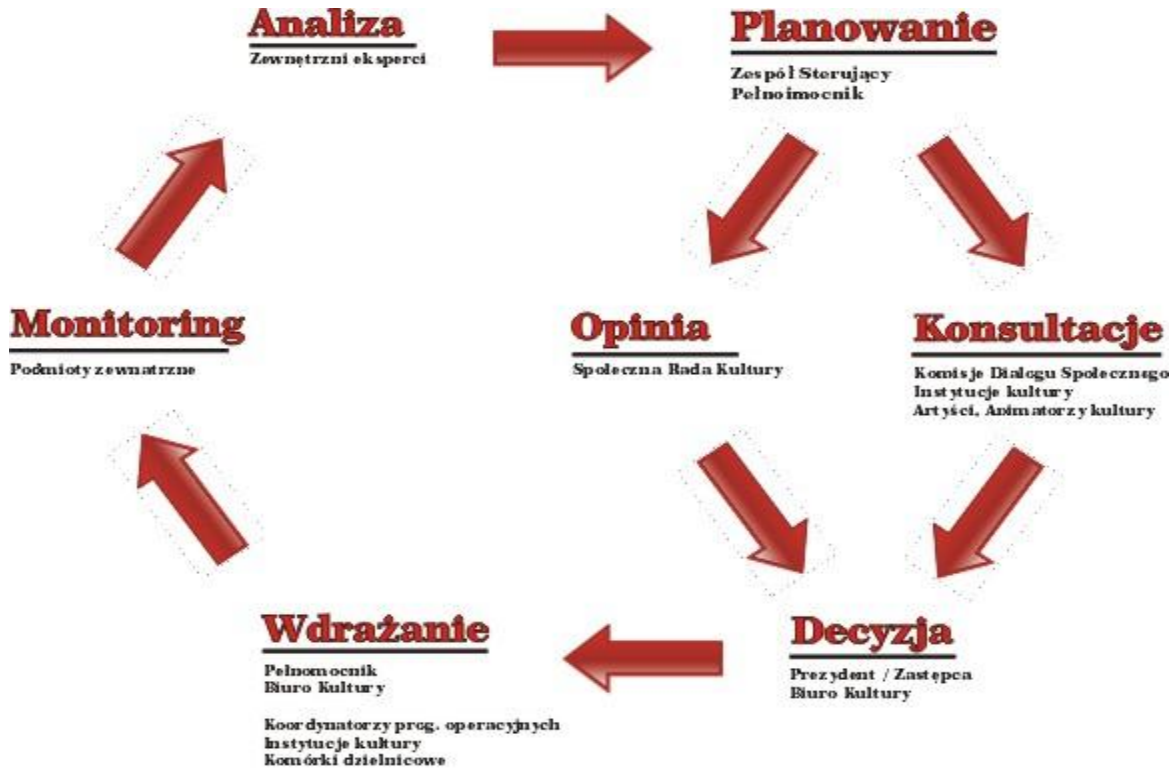 Analiza
Zewnętrzni eksperci
Planowanie
Zespół Sterujący
Pełnoimocnik
Monitoring
Podmioty zewnatrzne
Opinia
Społeczna Rada Kultury
Konsultacje
Komisje Dialogu Społecznego
Instytucje kultury
Artyści, Animatorzy kultury
Wdrażanie
Pełnomocnik
Biuro Kultury
Koordynatorzy prog. operacyjnych
Instytucje kultury
Komórki dzielnicowe
Decyzja
Prezydent / Zastępca
Biuro Kultury